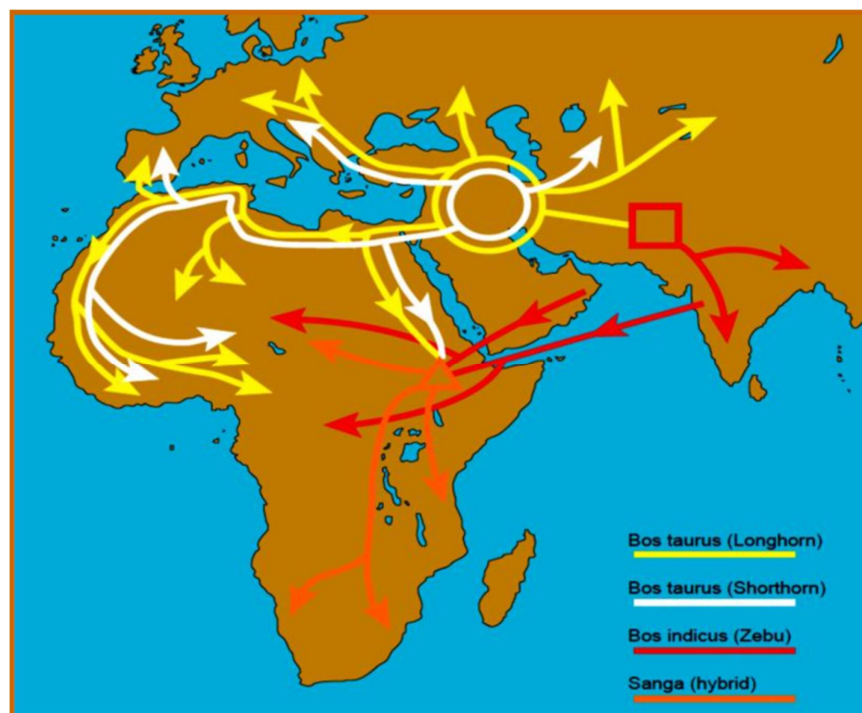 Bos taurus (Longhorn)
Bos taurus (Shorthorn)
Bos indicus (Zebu)
Sanga (hybrid)